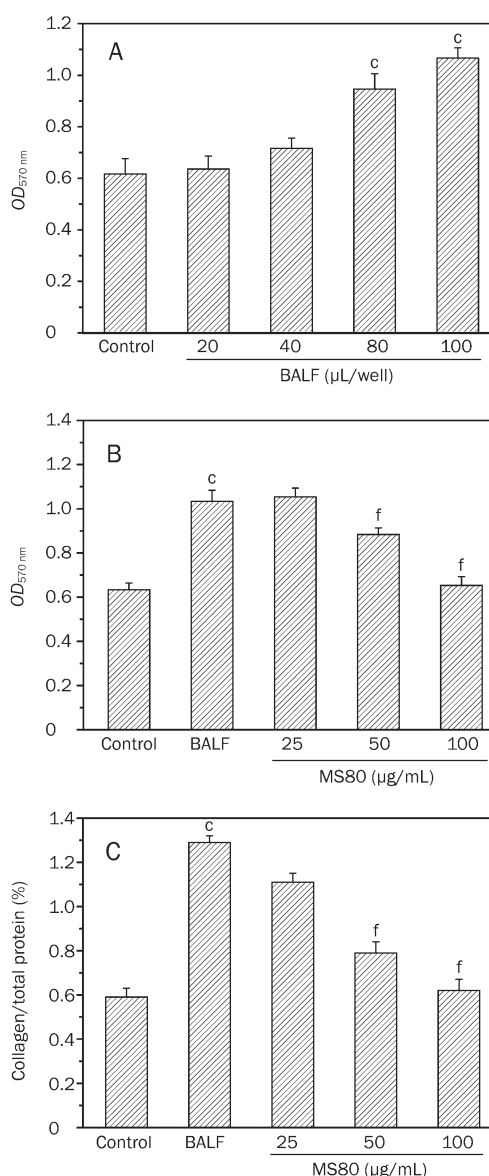 1.2
A
c
c
1.0
0.8
OD570 nm
0.6
0.4
0.2
0
Control 20 40 80 100
BALF (µL/well)
1.4
B
1.2
c
1.0
f
0.8
OD570 nm
f
0.6
0.4
0.2
0
Control BALF 25 50 100
MS80 (µg/mL)
1.4
c
C
1.2
1.0
Collagen/total protein (%)
f
0.8
f
0.6
0.4
0.2
0
Control BALF 25 50 100
MS80 (µg/mL)